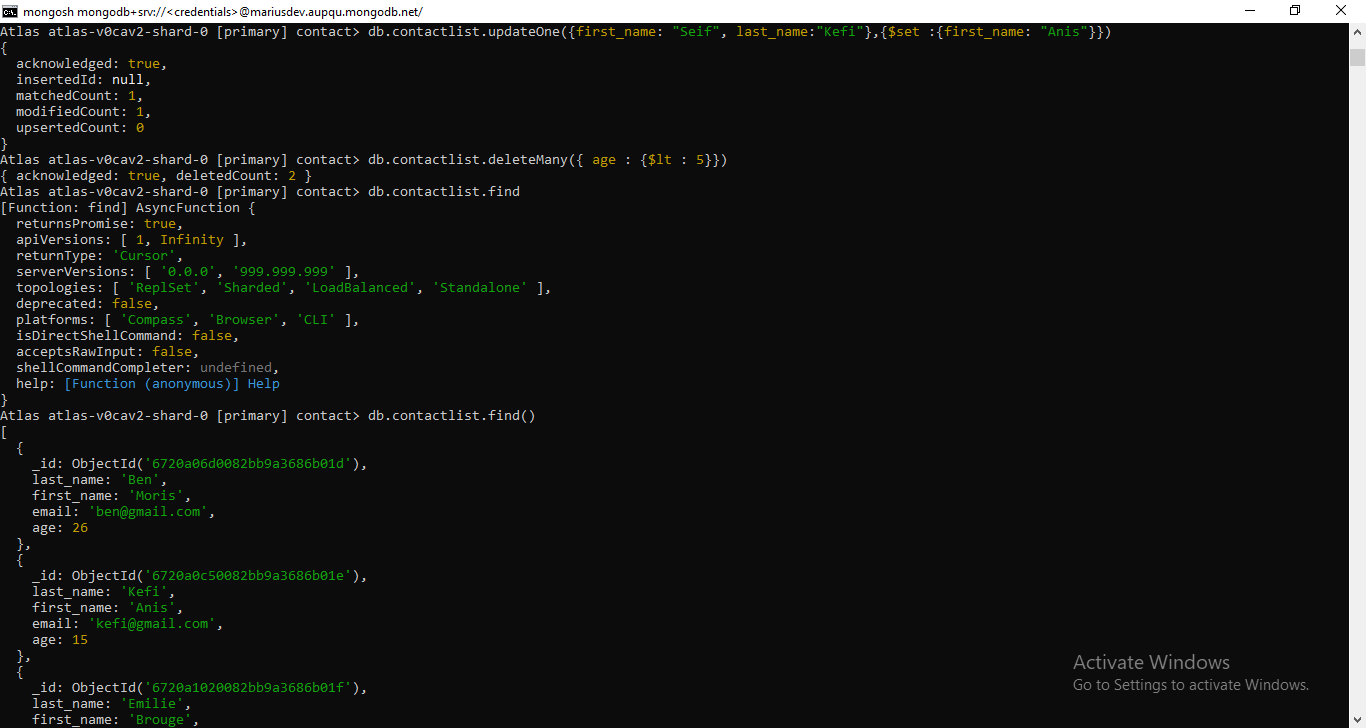 mongosh mongodb+srv://<credentials>@mariusdev.aupqu.mongodb.net/
Atlas atlas-v0cav2-shard-0 [primary] contact> db.contactlist.updateOne({first_name: "Seif", last_name:"Kefi"},{$set :{first_name: "Anis"}})
{
  acknowledged: true,
  insertedId: null,
  matchedCount: 1,
  modifiedCount: 1,
  upsertedCount: 0
}
Atlas atlas-v0cav2-shard-0 [primary] contact> db.contactlist.deleteMany({ age : {$lt : 5}})
{ acknowledged: true, deletedCount: 2 }
Atlas atlas-v0cav2-shard-0 [primary] contact> db.contactlist.find
[Function: find] AsyncFunction {
  returnsPromise: true,
  apiVersions: [ 1, Infinity ],
  returnType: 'Cursor',
  serverVersions: [ '0.0.0', '999.999.999' ],
  topologies: [ 'ReplSet', 'Sharded', 'LoadBalanced', 'Standalone' ],
  deprecated: false,
  platforms: [ 'Compass', 'Browser', 'CLI' ],
  isDirectShellCommand: false,
  acceptsRawInput: false,
  shellCommandCompleter: undefined,
  help: [Function (anonymous)] Help
}
Atlas atlas-v0cav2-shard-0 [primary] contact> db.contactlist.find()
[
  {
    _id: ObjectId('6720a06d0082bb9a3686b01d'),
    last_name: 'Ben',
    first_name: 'Moris',
    email: 'ben@gmail.com',
    age: 26
  },
  {
    _id: ObjectId('6720a0c50082bb9a3686b01e'),
    last_name: 'Kefi',
    first_name: 'Anis',
    email: 'kefi@gmail.com',
    age: 15
  },
  {
    _id: ObjectId('6720a1020082bb9a3686b01f'),
    last_name: 'Emilie',
    first_name: 'Brouge',
Activate Windows
Go to Settings to activate Windows.